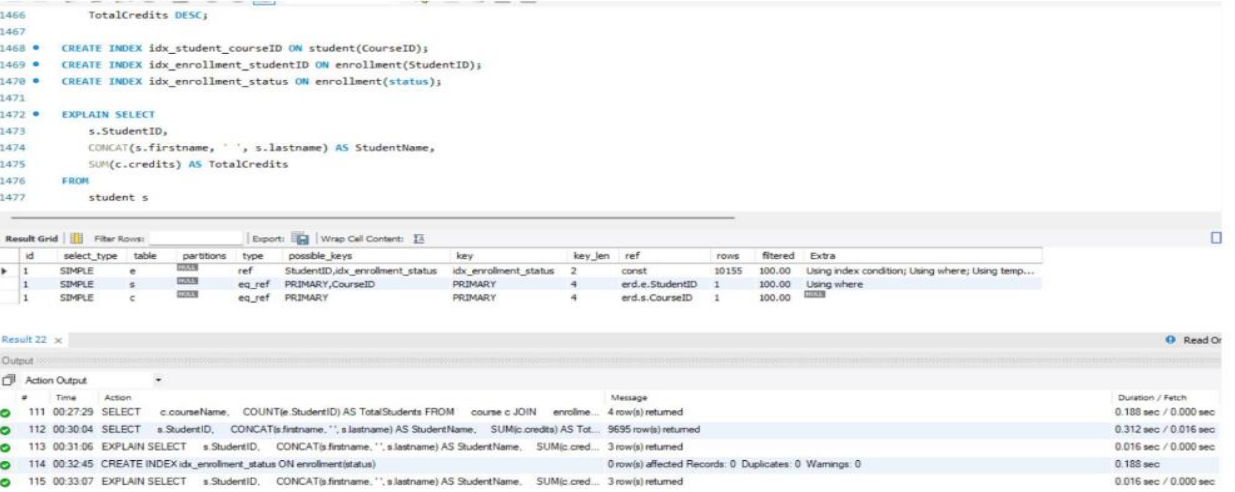 1466 TotalCredits DESC;
1467
1468 CREATE INDEX idx_student_courseID ON student(CourseID);
1469 CREATE INDEX idx_enrollment_studentID ON enrollment(StudentID);
1470 CREATE INDEX idx_enrollment_status ON enrollment(status);
1471
1472 EXPLAIN SELECT
1473 s.StudentID,
1474 CONCAT(s.firstname, ' ', s.lastname) AS StudentName,
1475 SUM(c.credits) AS TotalCredits
1476 FROM
1477 student s
Result Grid Filter Rows: Export: Wrap Cell Content:
id select_type table partitions type possible_keys key key_len ref rows filtered Extra
1 SIMPLE e NULL ref StudentID,idx_enrollment_status idx_enrollment_status 2 const 10155 100.00 Using index condition; Using where; Using temp...
1 SIMPLE s NULL eq_ref PRIMARY,CourseID PRIMARY 4 erd.e.StudentID 1 100.00 Using where
1 SIMPLE c NULL eq_ref PRIMARY PRIMARY 4 erd.s.CourseID 1 100.00 NULL
Result 22 × Read Or
Output
Action Output
# Time Action Message Duration / Fetch
111 00:27:29 SELECT c.courseName, COUNT(e.StudentID) AS TotalStudents FROM course c JOIN enrollme... 4 row(s) returned 0.188 sec / 0.000 sec
112 00:30:04 SELECT s.StudentID, CONCAT(s.firstname, ' ', s.lastname) AS StudentName, SUM(c.credits) AS Tot... 9695 row(s) returned 0.312 sec / 0.016 sec
113 00:31:06 EXPLAIN SELECT s.StudentID, CONCAT(s.firstname, ' ', s.lastname) AS StudentName, SUM(c.cred... 3 row(s) returned 0.016 sec / 0.000 sec
114 00:32:45 CREATE INDEX idx_enrollment_status ON enrollment(status) 0 row(s) affected Records: 0 Duplicates: 0 Warnings: 0 0.188 sec
115 00:33:07 EXPLAIN SELECT s.StudentID, CONCAT(s.firstname, ' ', s.lastname) AS StudentName, SUM(c.cred... 3 row(s) returned 0.016 sec / 0.000 sec